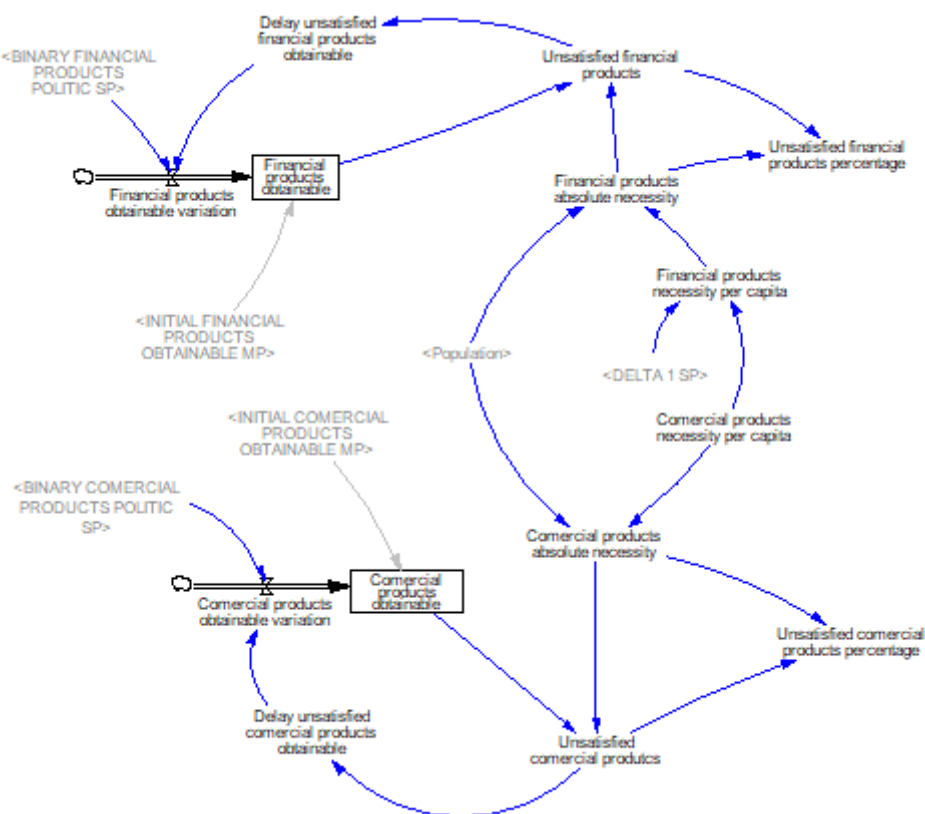 Delay unsatisfied
financial products
obtainable
<BINARY FINANCIAL
PRODUCTS
POLITIC SP>
Unsatisfied financial
products
Unsatisfied financial
products percentage
Financial
products
obtainable
Financial products
obtainable variation
Financial products
absolute necessity
Financial products
necessity per capita
<INITIAL FINANCIAL
PRODUCTS
OBTAINABLE MP>
<Population>
<DELTA 1 SP>
<INITIAL COMERCIAL
PRODUCTS
OBTAINABLE MP>
Comercial products
necessity per capita
<BINARY COMERCIAL
PRODUCTS POLITIC
SP>
Comercial products
absolute necessity
Comercial
products
obtainable
Comercial products
obtainable variation
Unsatisfied comercial
products percentage
Delay unsatisfied
comercial products
obtainable
Unsatisfied
comercial produtcs